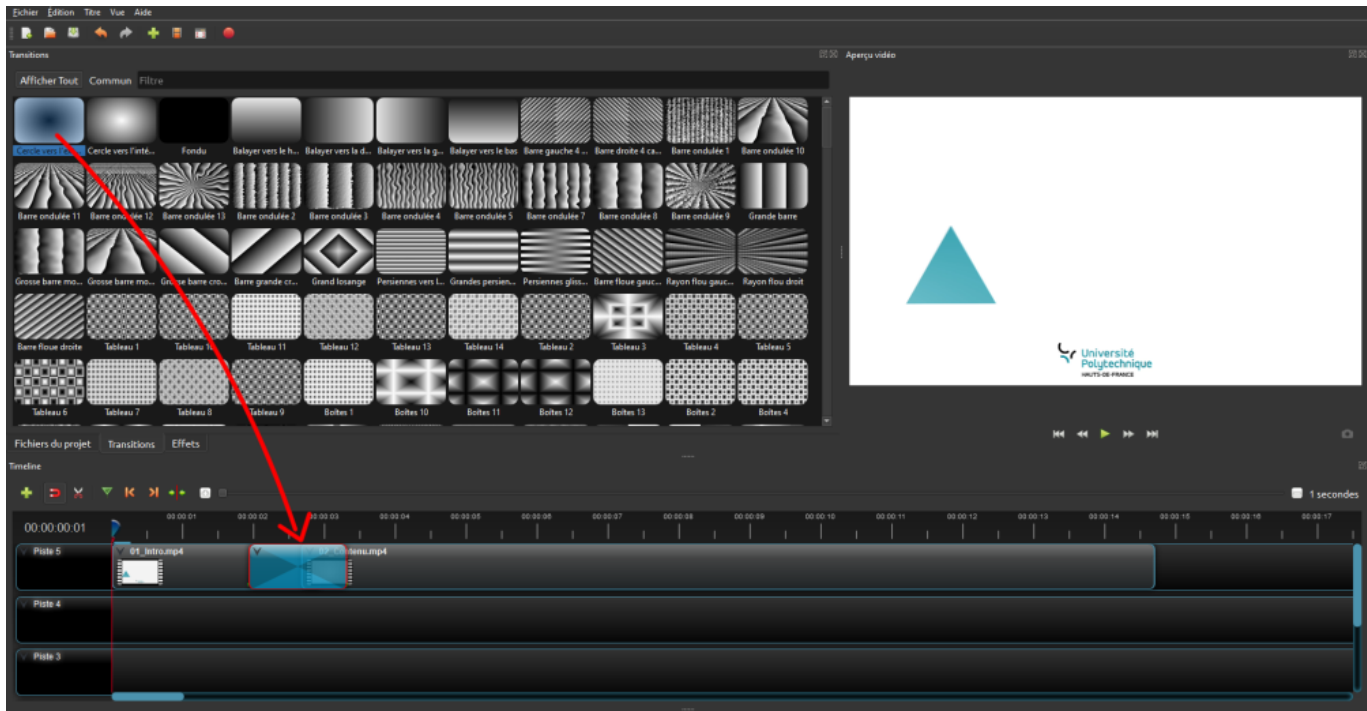 Fichier Édition Titre Vue Aide
Transitions
Aperçu vidéo
Afficher Tout Commun Filtre
Cercle vers l'e... Cercle vers l'inté... Fondu Balayer vers le h... Balayer vers la d... Balayer vers la g... Balayer vers le bas Barre gauche 4 ... Barre droite 4 ca... Barre ondulée 1 Barre ondulée 10
Barre ondulée 11 Barre ondulée 12 Barre ondulée 13 Barre ondulée 2 Barre ondulée 3 Barre ondulée 4 Barre ondulée 5 Barre ondulée 7 Barre ondulée 8 Barre ondulée 9 Grande barre
Grosse barre mo... Grosse barre mo... Grosse barre cro... Barre grande cr... Grand losange Persiennes vers l... Grandes persien... Persiennes gliss... Barre floue gauc... Rayon flou gauc... Rayon flou droit
Barre floue droite Tableau 1 Tableau 10 Tableau 11 Tableau 12 Tableau 13 Tableau 14 Tableau 2 Tableau 3 Tableau 4 Tableau 5
Tableau 6 Tableau 7 Tableau 8 Tableau 9 Boîtes 1 Boîtes 10 Boîtes 11 Boîtes 12 Boîtes 13 Boîtes 2 Boîtes 4
Université
Polytechnique
HAUTS-DE-FRANCE
Fichiers du projet Transitions Effets
Timeline
1 secondes
00:00:00:01
00:00:01 00:00:02 00:00:03 00:00:04 00:00:05 00:00:06 00:00:07 00:00:08 00:00:09 00:00:10 00:00:11 00:00:12 00:00:13 00:00:14 00:00:15 00:00:16 00:00:17
Piste 5 01_Intro.mp4 02_Contenu.mp4
Piste 4
Piste 3